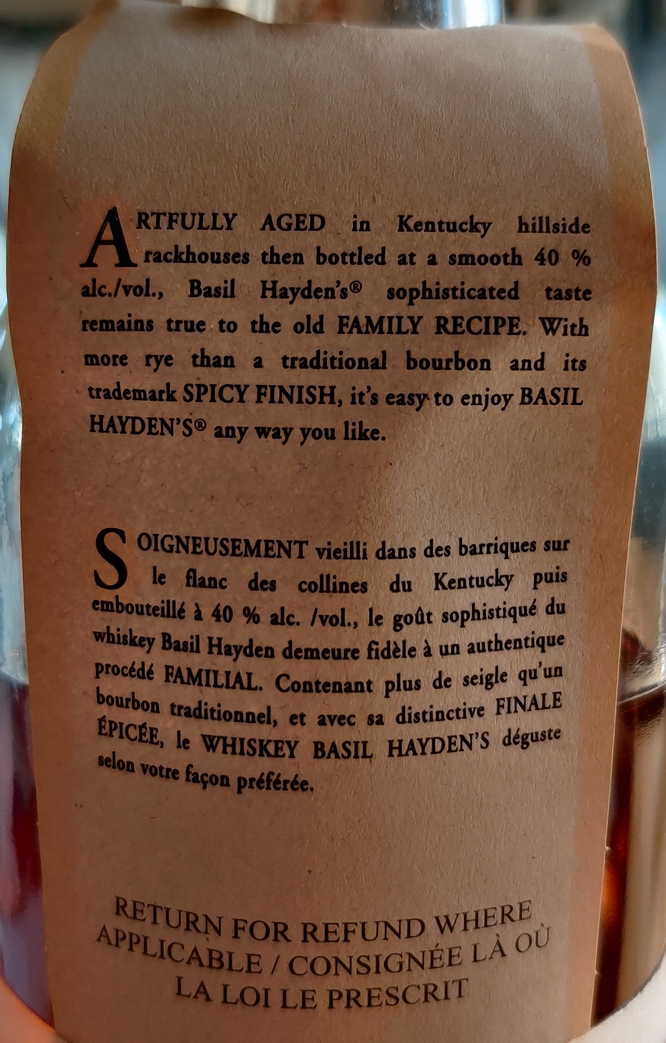 ARTFULLY AGED in Kentucky hillside
rackhouses then bottled at a smooth 40 %
alc./vol., Basil Hayden's® sophisticated taste
remains true to the old FAMILY RECIPE. With
more rye than a traditional bourbon and its
trademark SPICY FINISH, it's easy to enjoy BASIL
HAYDEN'S® any way you like.
SOIGNEUSEMENT vieilli dans des barriques sur
le flanc des collines du Kentucky puis
embouteillé à 40 % alc. /vol., le goût sophistiqué du
whiskey Basil Hayden demeure fidèle à un authentique
procédé FAMILIAL. Contenant plus de seigle qu'un
bourbon traditionnel, et avec sa distinctive FINALE
ÉPICÉE, le WHISKEY BASIL HAYDEN'S déguste
selon votre façon préférée.
RETURN FOR REFUND WHERE
APPLICABLE / CONSIGNÉE LÀ OÙ
LA LOI LE PRESCRIT